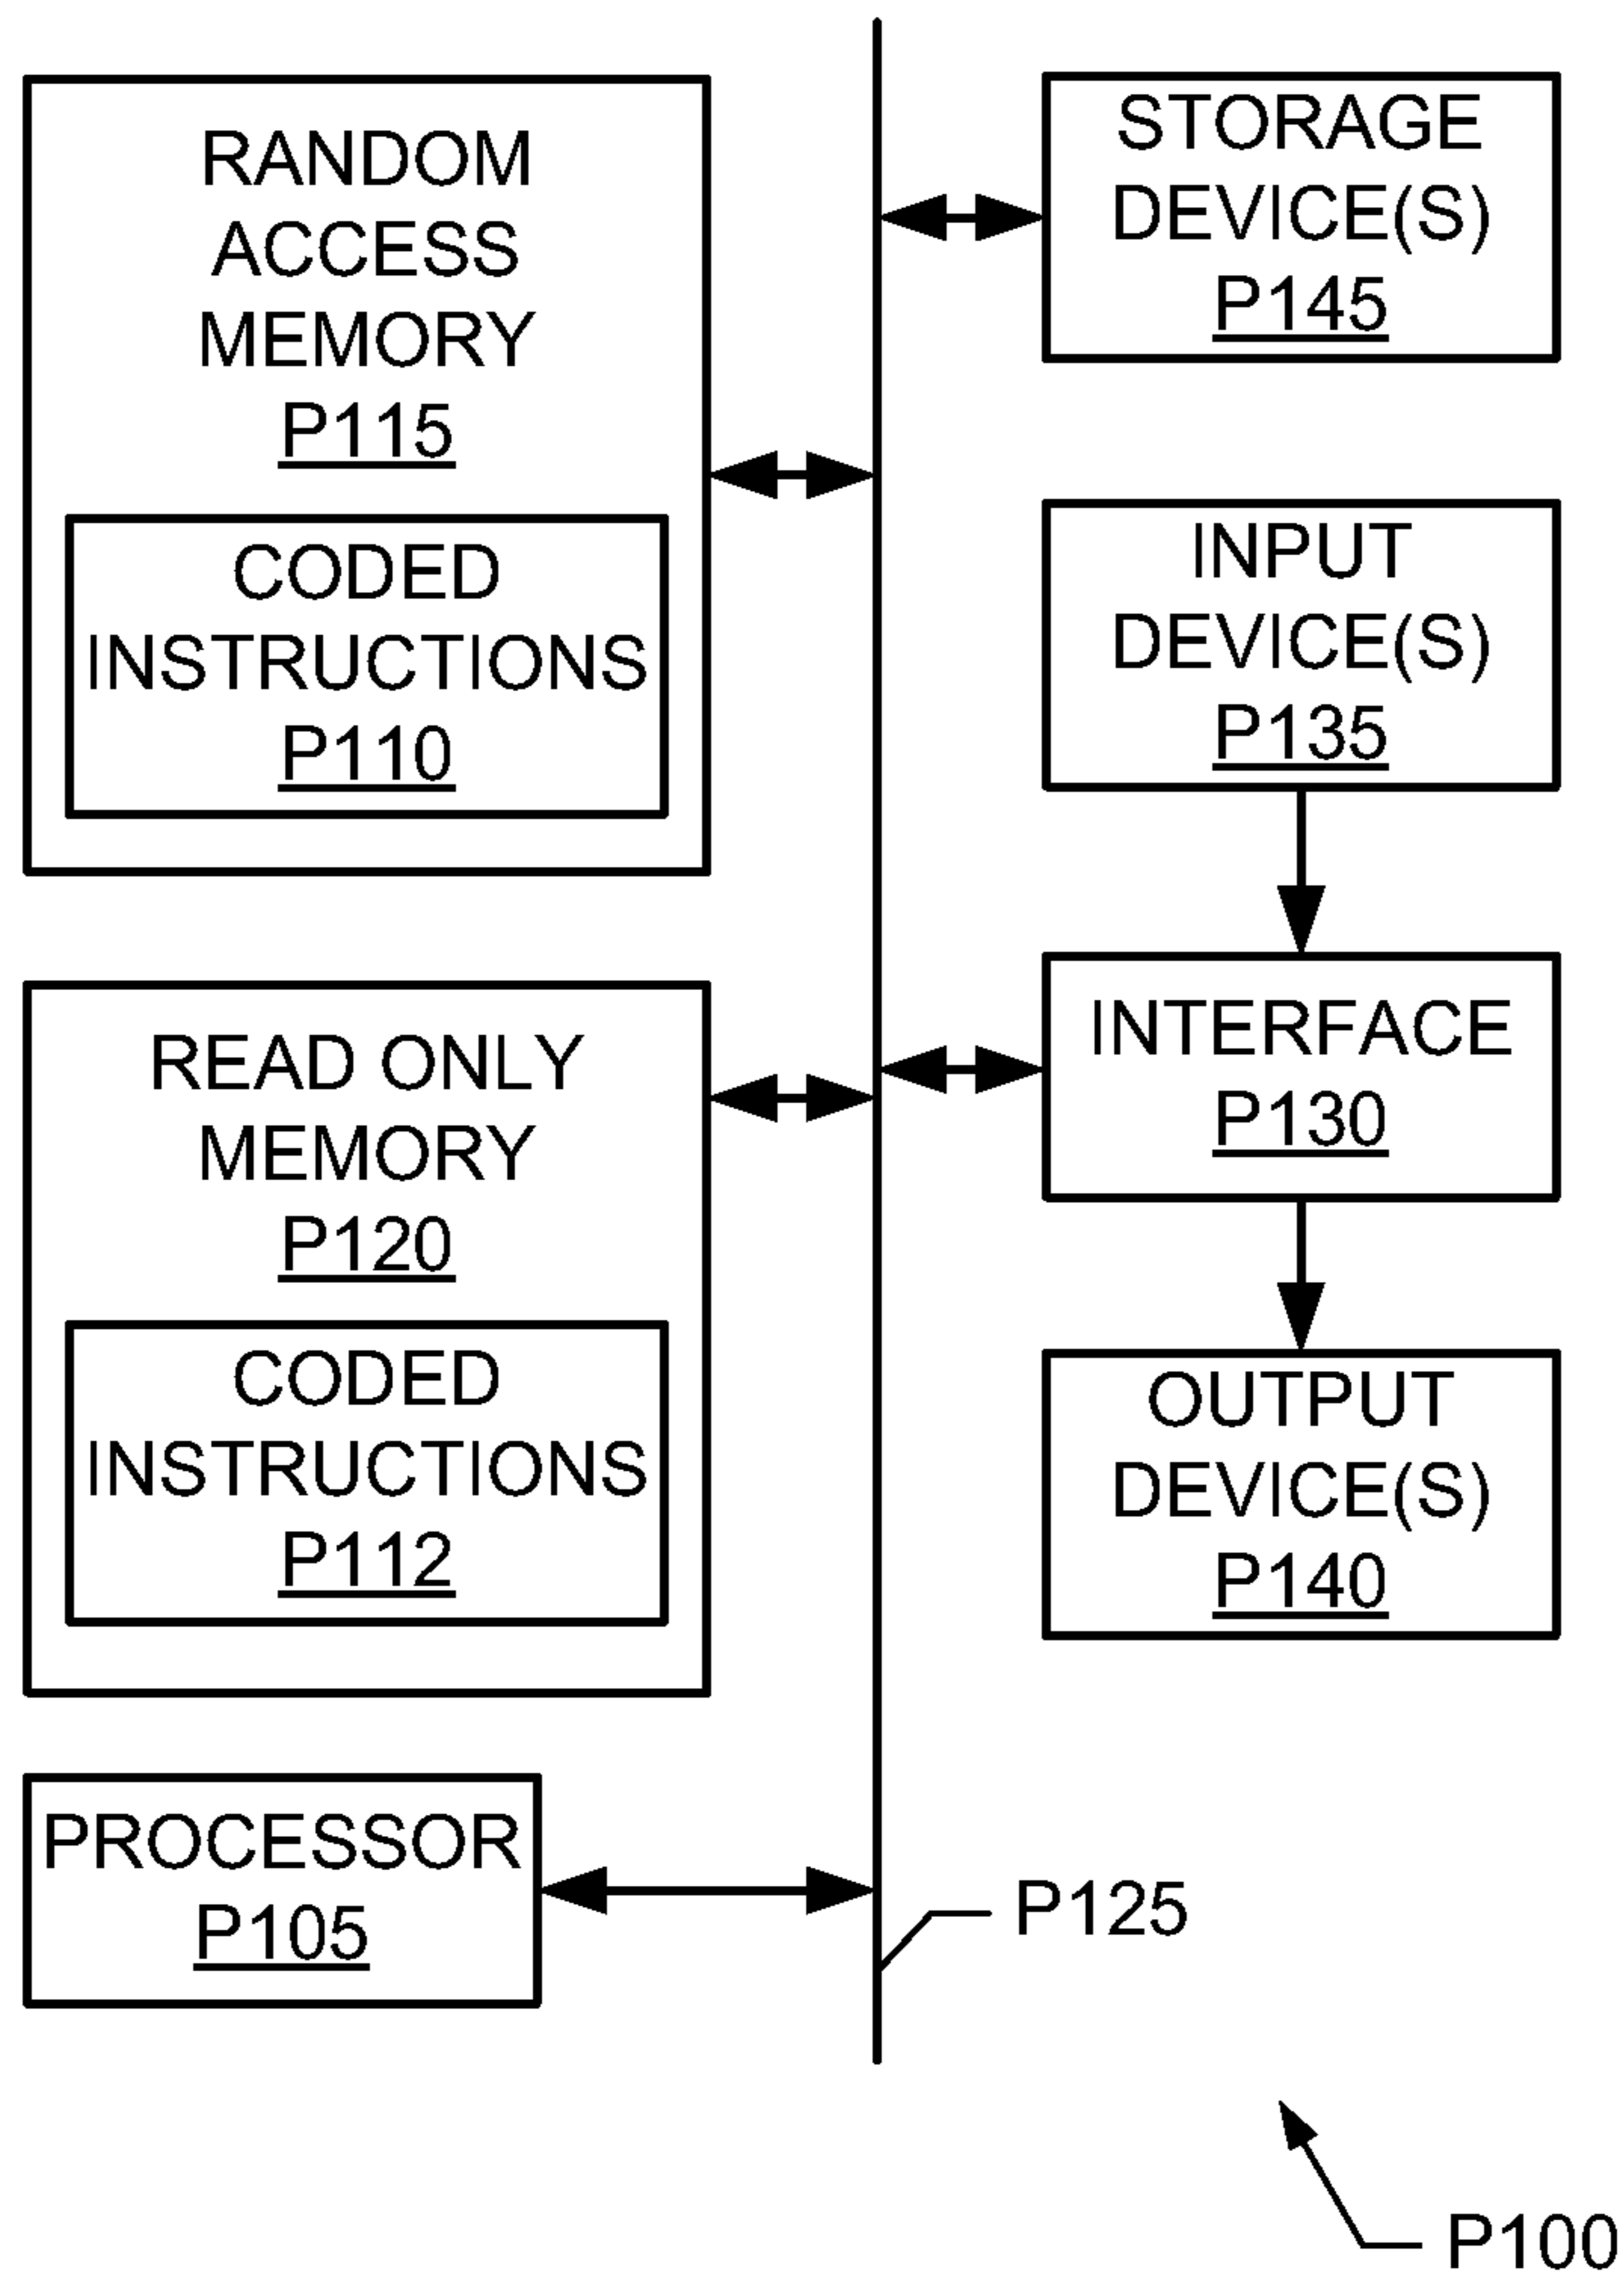 RANDOM
ACCESS
MEMORY
P115
CODED
INSTRUCTIONS
P110
READ ONLY
MEMORY
P120
CODED
INSTRUCTIONS
P112
PROCESSOR
P105
STORAGE
DEVICE(S)
P145
INPUT
DEVICE(S)
P135
INTERFACE
P130
OUTPUT
DEVICE(S)
P140
P125
P100